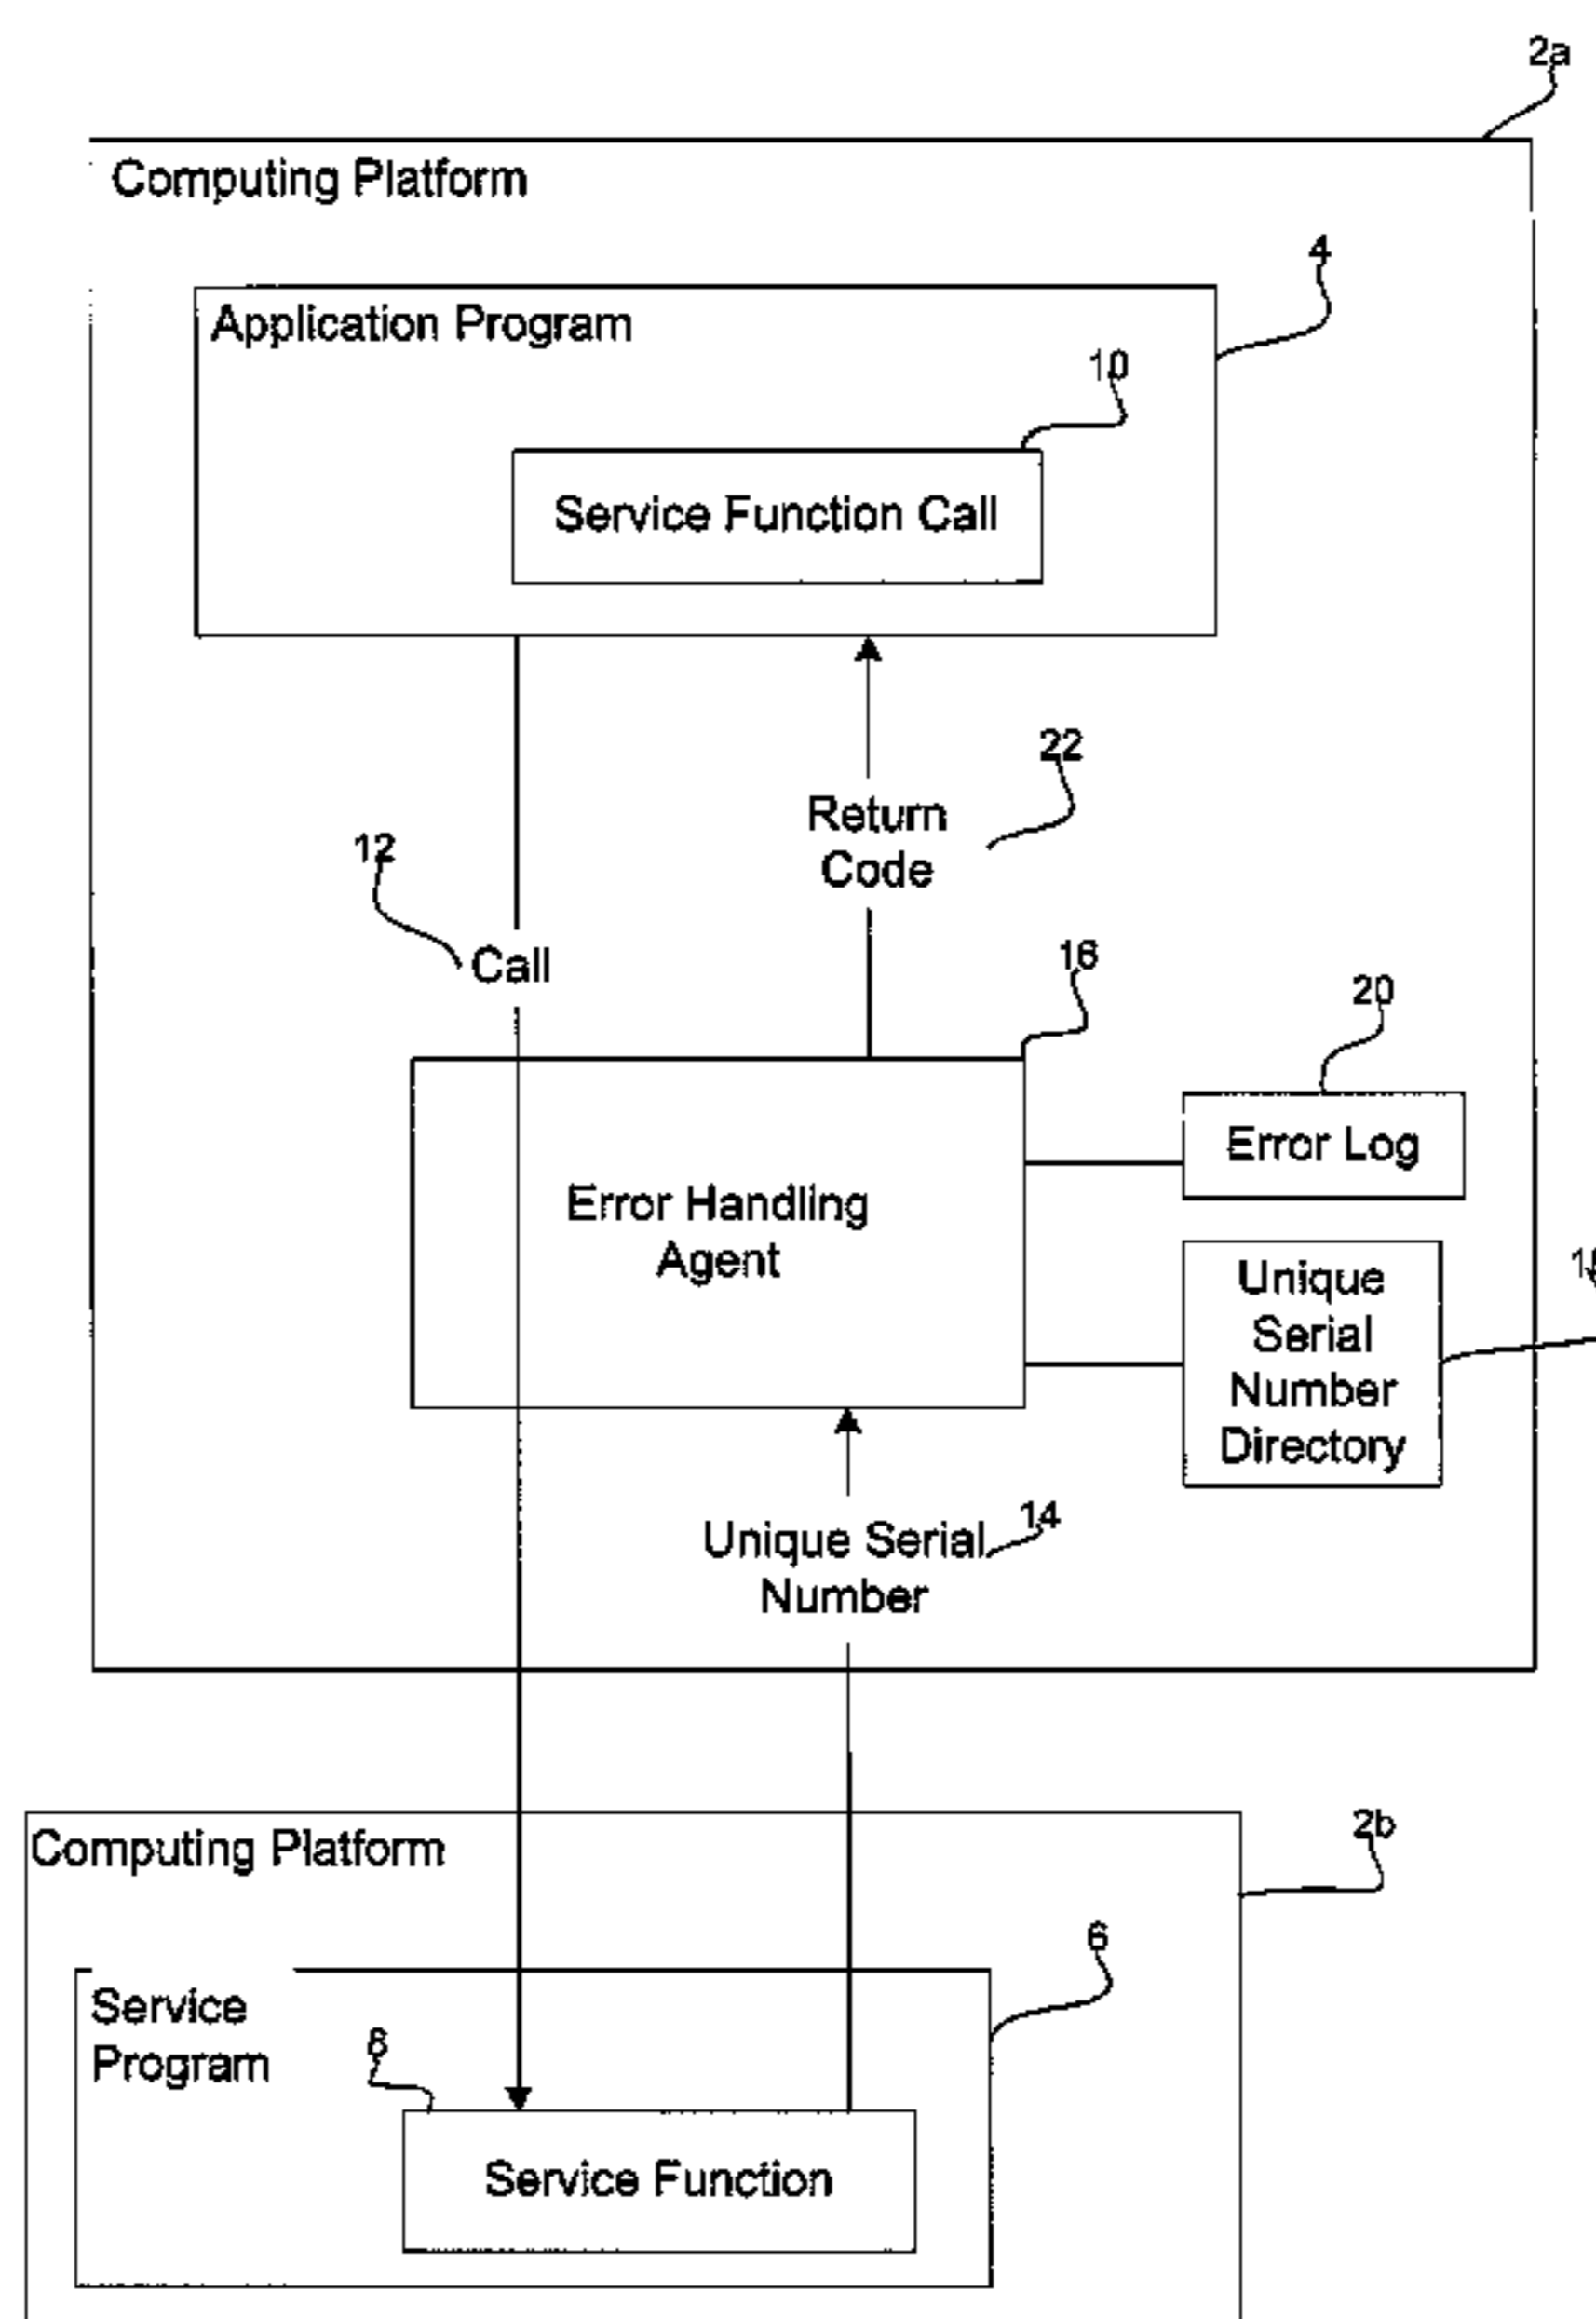 2a
Computing Platform
4
Application Program
10
Service Function Call
22
Return
Code
12
Call
16
20
Error Log
Error Handling
Agent
Unique
Serial
Number
Directory
14
Unique Serial
Number
2b
Computing Platform
6
Service
Program
8
Service Function